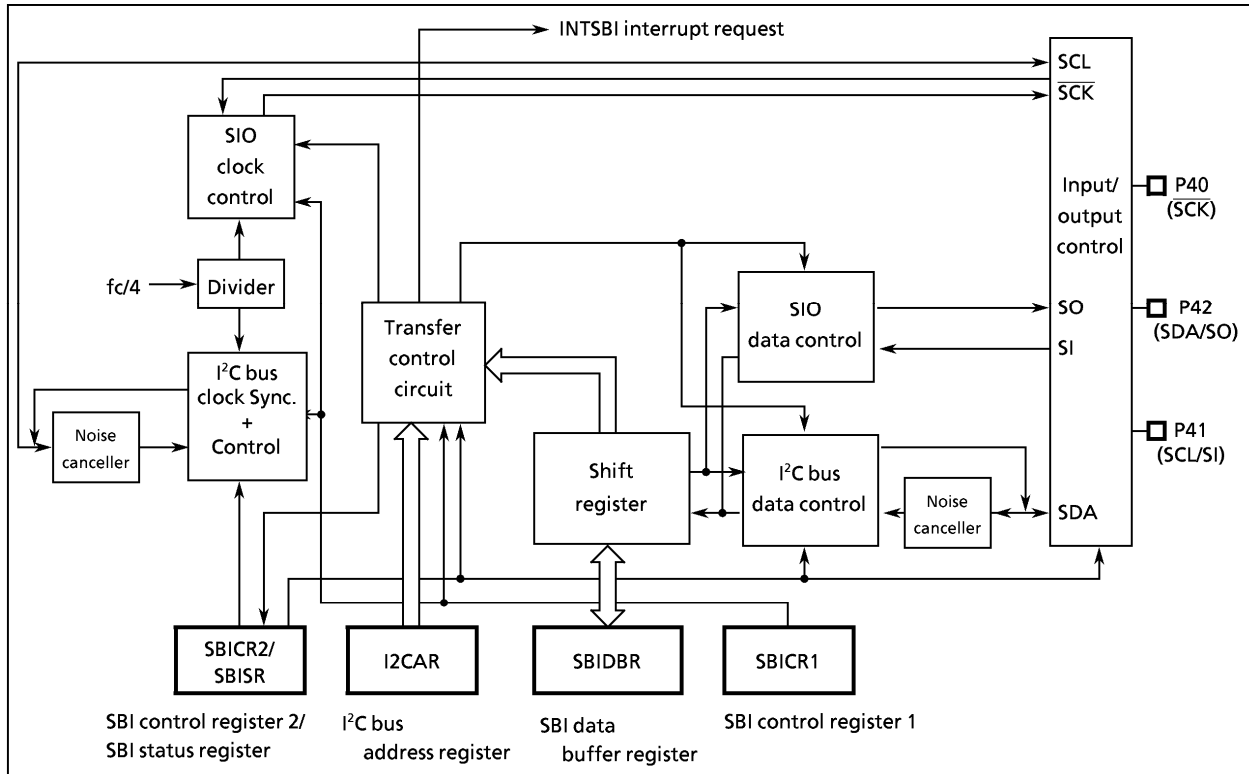 INTSBI interrupt request
SCL
SCK
SIO
clock
control
Input/
output
control
P40
(SCK)
fc/4
Divider
SIO
data control
SO
SI
P42
(SDA/SO)
Transfer
control
circuit
I²C bus
clock Sync.
+
Control
Noise
canceller
Shift
register
I²C bus
data control
Noise
canceller
SDA
P41
(SCL/SI)
SBICR2/
SBISR
I2CAR
SBIDBR
SBICR1
SBI control register 2/
SBI status register
I²C bus
address register
SBI data
buffer register
SBI control register 1